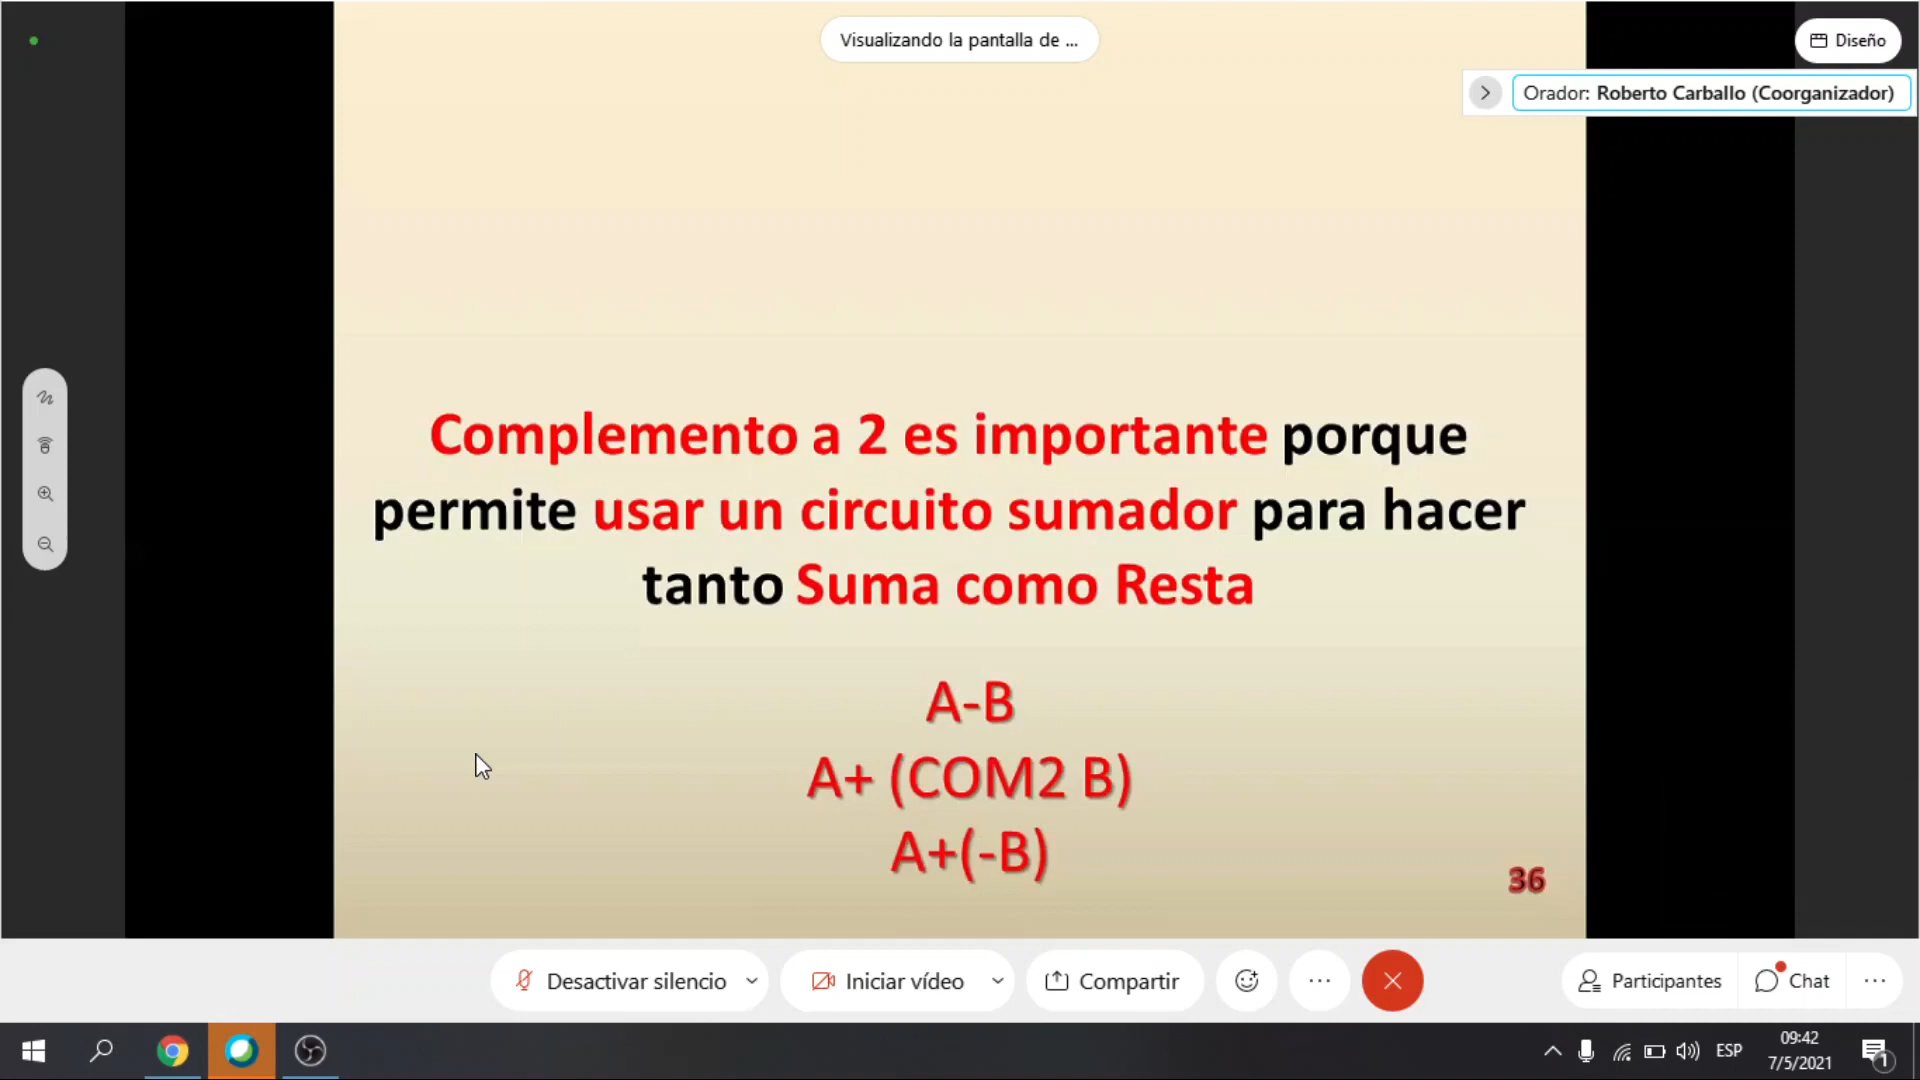 Visualizando la pantalla de ...
Diseño
Orador: Roberto Carballo (Coorganizador)
Complemento a 2 es importante porque
permite usar un circuito sumador para hacer
tanto Suma como Resta
A-B
A+ (COM2 B)
A+(-B)
36
Desactivar silencio
Iniciar vídeo
Compartir
Participantes
Chat
ESP
09:42
7/5/2021
1